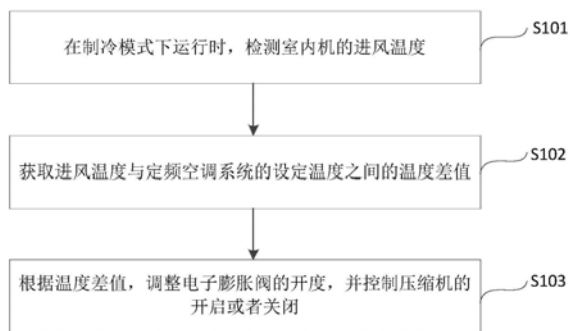 在制冷模式下运行时，检测室内机的进风温度
S101
获取进风温度与定频空调系统的设定温度之间的温度差值
S102
根据温度差值，调整电子膨胀阀的开度，并控制压缩机的
开启或者关闭
S103